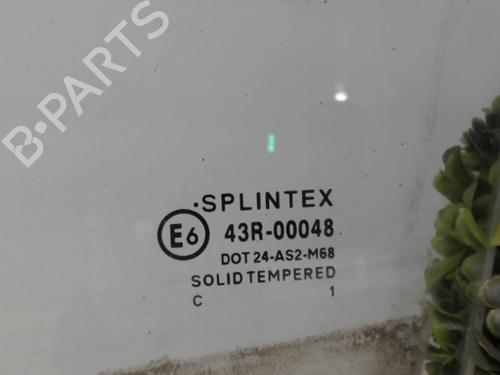 B-PARTS
·SPLINTEX
E6 43R-00048
DOT 24-AS2-M68
SOLID TEMPERED
C 1